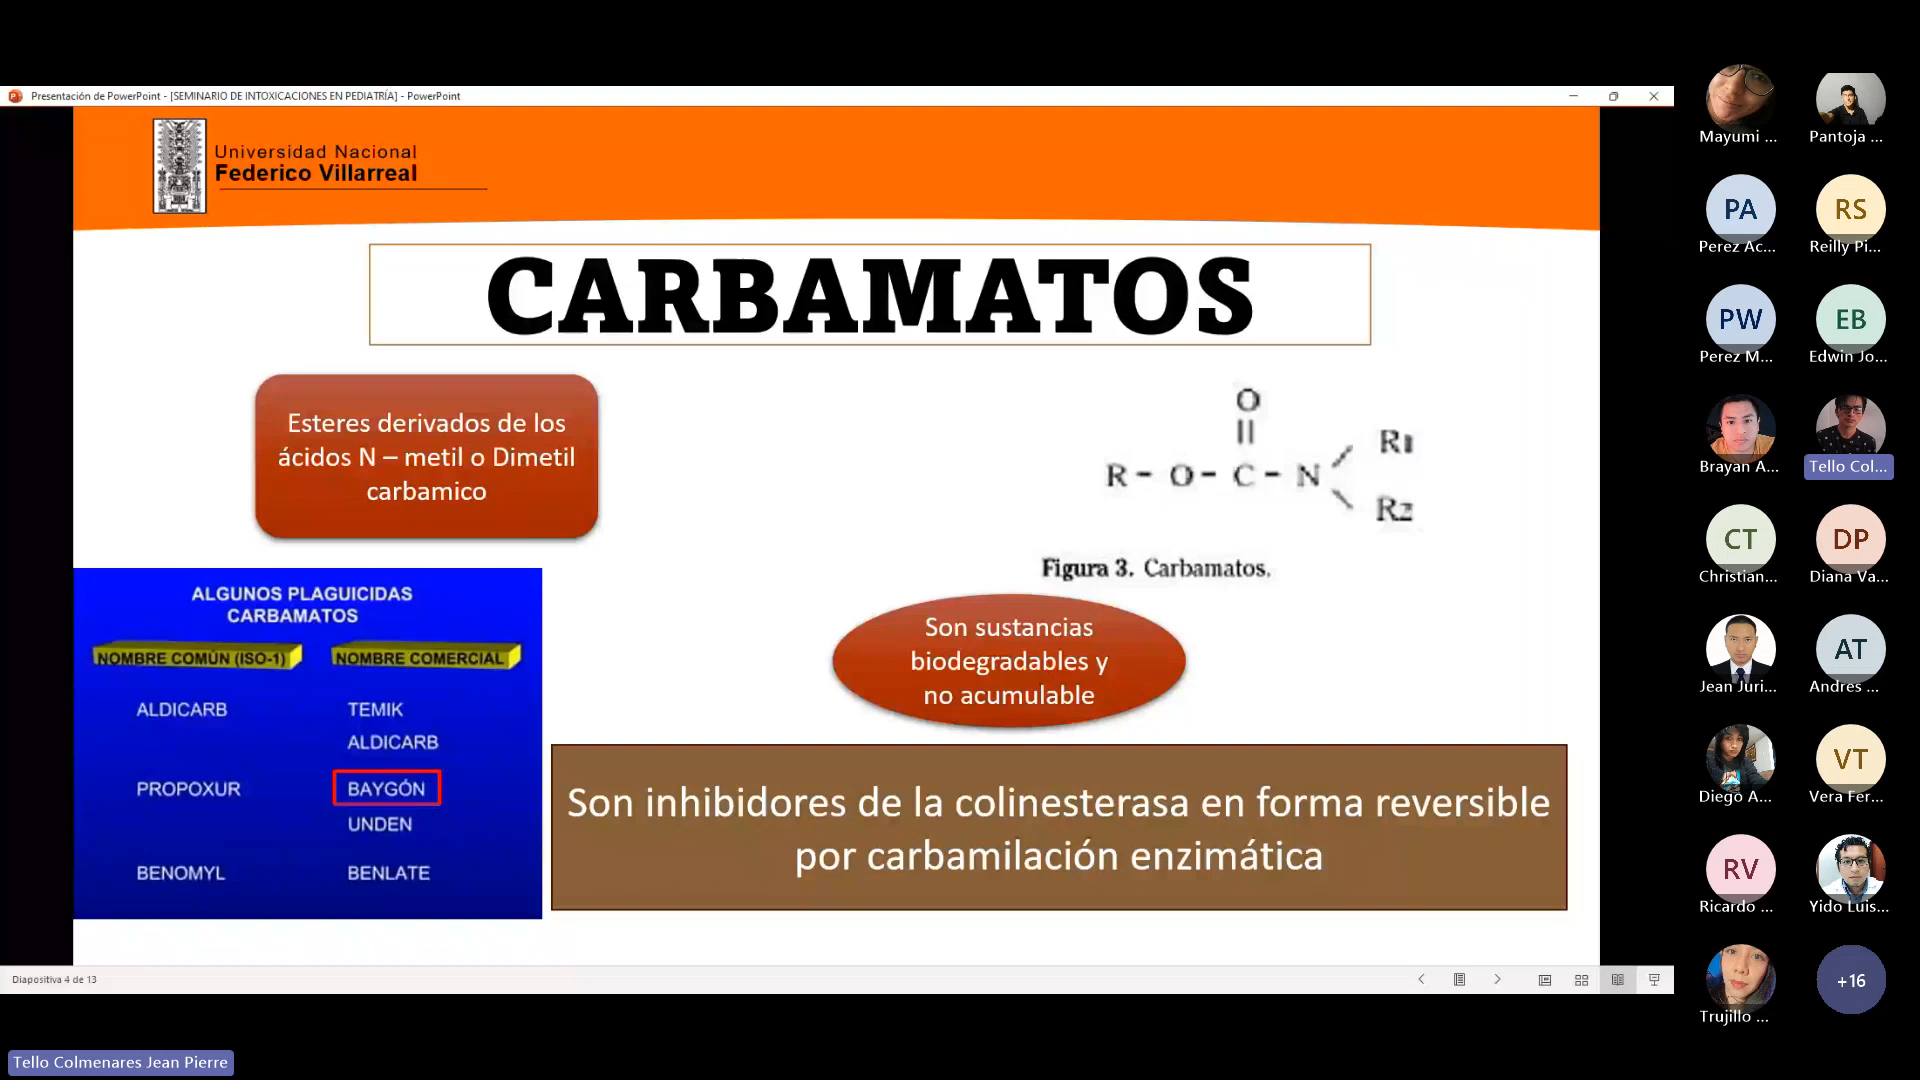 Presentación de PowerPoint - [SEMINARIO DE INTOXICACIONES EN PEDIATRÍA] - PowerPoint
Universidad Nacional
Federico Villarreal
CARBAMATOS
Esteres derivados de los
ácidos N – metil o Dimetil
carbamico
O
||
R - O - C - N
R1
R2
Figura 3. Carbamatos.
ALGUNOS PLAGUICIDAS
CARBAMATOS
NOMBRE COMÚN (ISO-1) NOMBRE COMERCIAL
ALDICARB TEMIK
ALDICARB
PROPOXUR BAYGÓN
UNDEN
BENOMYL BENLATE
Son sustancias
biodegradables y
no acumulable
Son inhibidores de la colinesterasa en forma reversible
por carbamilación enzimática
Diapositiva 4 de 13
Tello Colmenares Jean Pierre
Mayumi ... Pantoja ...
PA RS
Perez Ac... Reilly Pi...
PW EB
Perez M... Edwin Jo...
Brayan A... Tello Col...
CT DP
Christian... Diana Va...
AT
Jean Juri... Andres ...
VT
Diego A... Vera Fer...
RV
Ricardo ... Yido Luis...
+16
Trujillo ...